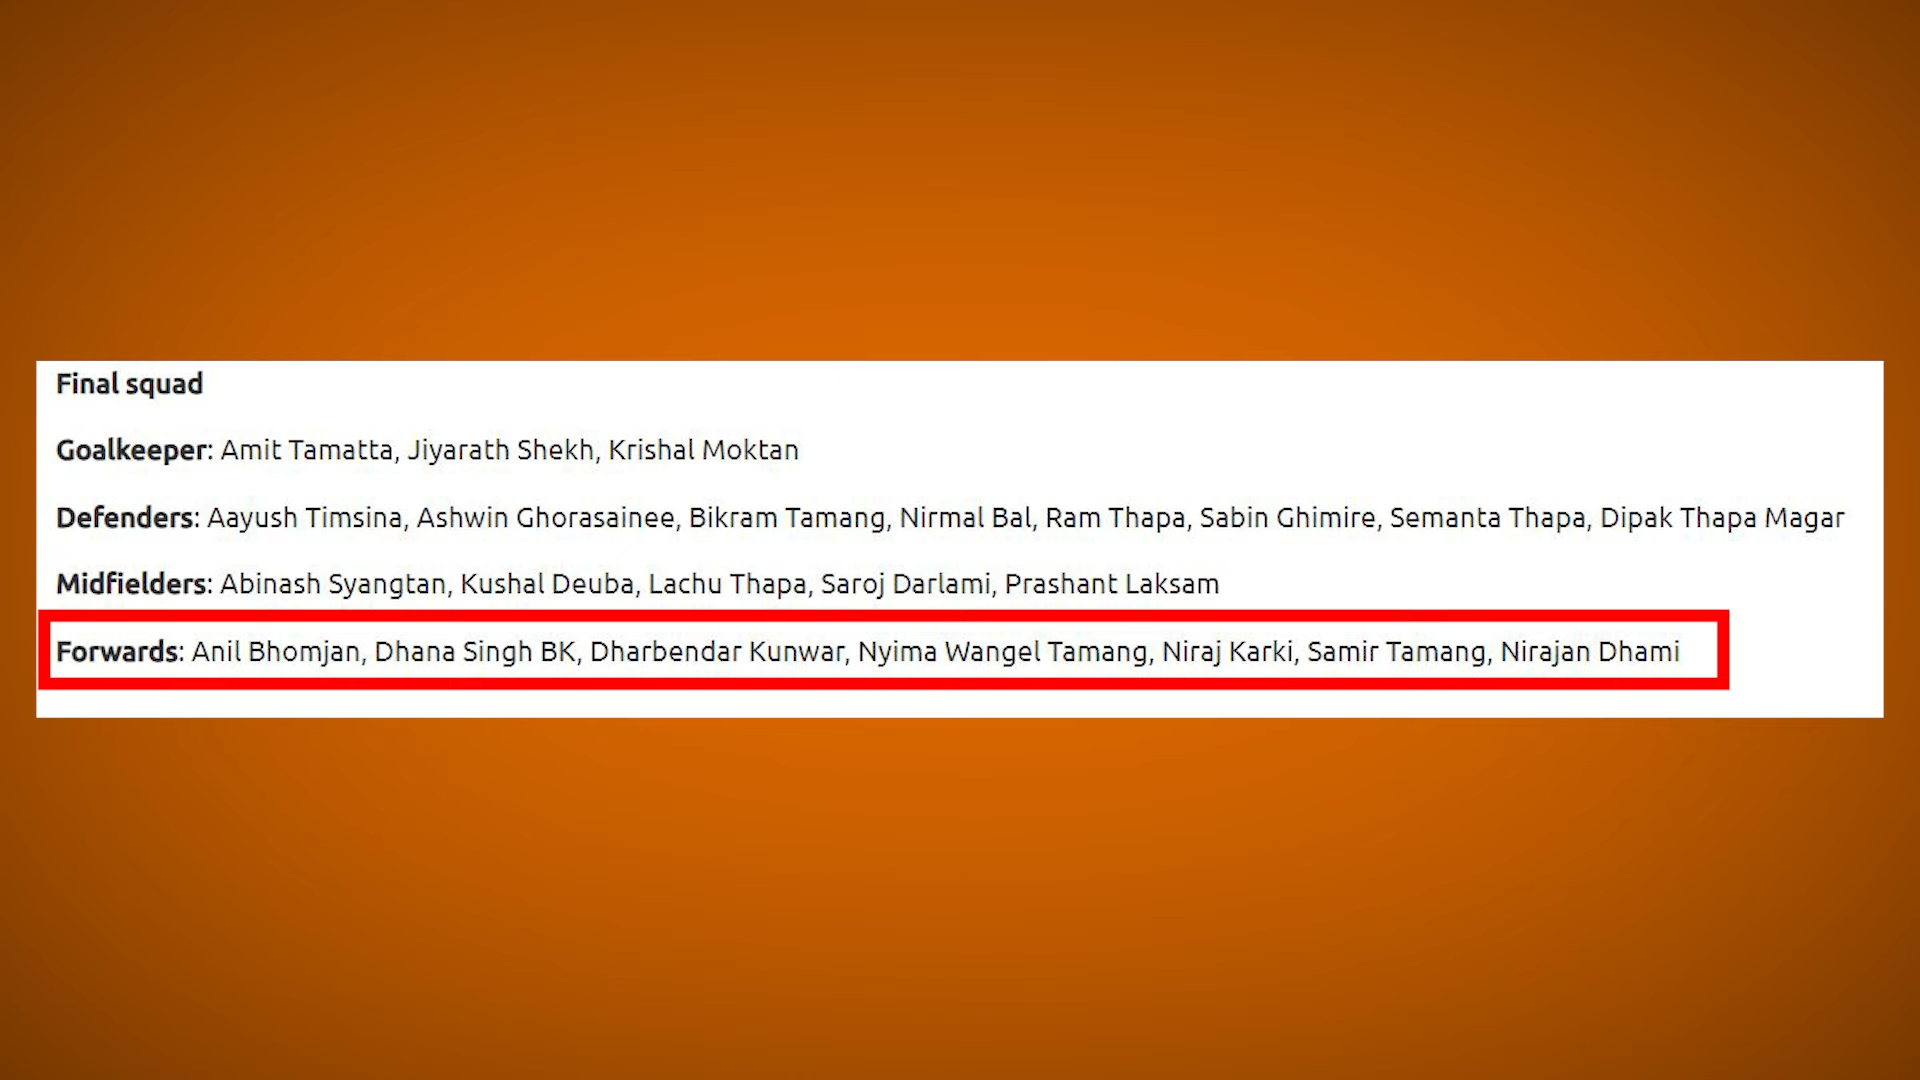 Final squad
Goalkeeper: Amit Tamatta, Jiyarath Shekh, Krishal Moktan
Defenders: Aayush Timsina, Ashwin Ghorasainee, Bikram Tamang, Nirmal Bal, Ram Thapa, Sabin Ghimire, Semanta Thapa, Dipak Thapa Magar
Midfielders: Abinash Syangtan, Kushal Deuba, Lachu Thapa, Saroj Darlami, Prashant Laksam
Forwards: Anil Bhomjan, Dhana Singh BK, Dharbendar Kunwar, Nyima Wangel Tamang, Niraj Karki, Samir Tamang, Nirajan Dhami